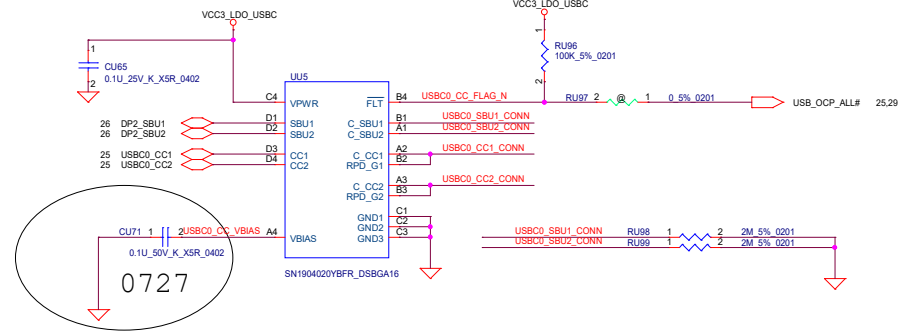 VCC3_LDO_USBC
VCC3_LDO_USBC
1
CU65
0.1U_25V_K_X5R_0402
2
1
RU96
100K_5%_0201
2
UU5
C4 VPWR
FLT B4 USBC0_CC_FLAG_N
RU97 2 @ 1 0_5%_0201
USB_OCP_ALL# 25,29
26 DP2_SBU1 D1 SBU1
C_SBU1 B1 USBC0_SBU1_CONN
26 DP2_SBU2 D2 SBU2
C_SBU2 A1 USBC0_SBU2_CONN
25 USBC0_CC1 D3 CC1
C_CC1 A2 USBC0_CC1_CONN
25 USBC0_CC2 D4 CC2
RPD_G1 B2
C_CC2 A3 USBC0_CC2_CONN
RPD_G2 B3
GND1 C1
GND2 C2
GND3 C3
CU71 1 2 USBC0_CC_VBIAS A4 VBIAS
0.1U_50V_K_X5R_0402
0727
SN1904020YBFR_DSBGA16
USBC0_SBU1_CONN RU98 1 2 2M_5%_0201
USBC0_SBU2_CONN RU99 1 2 2M_5%_0201